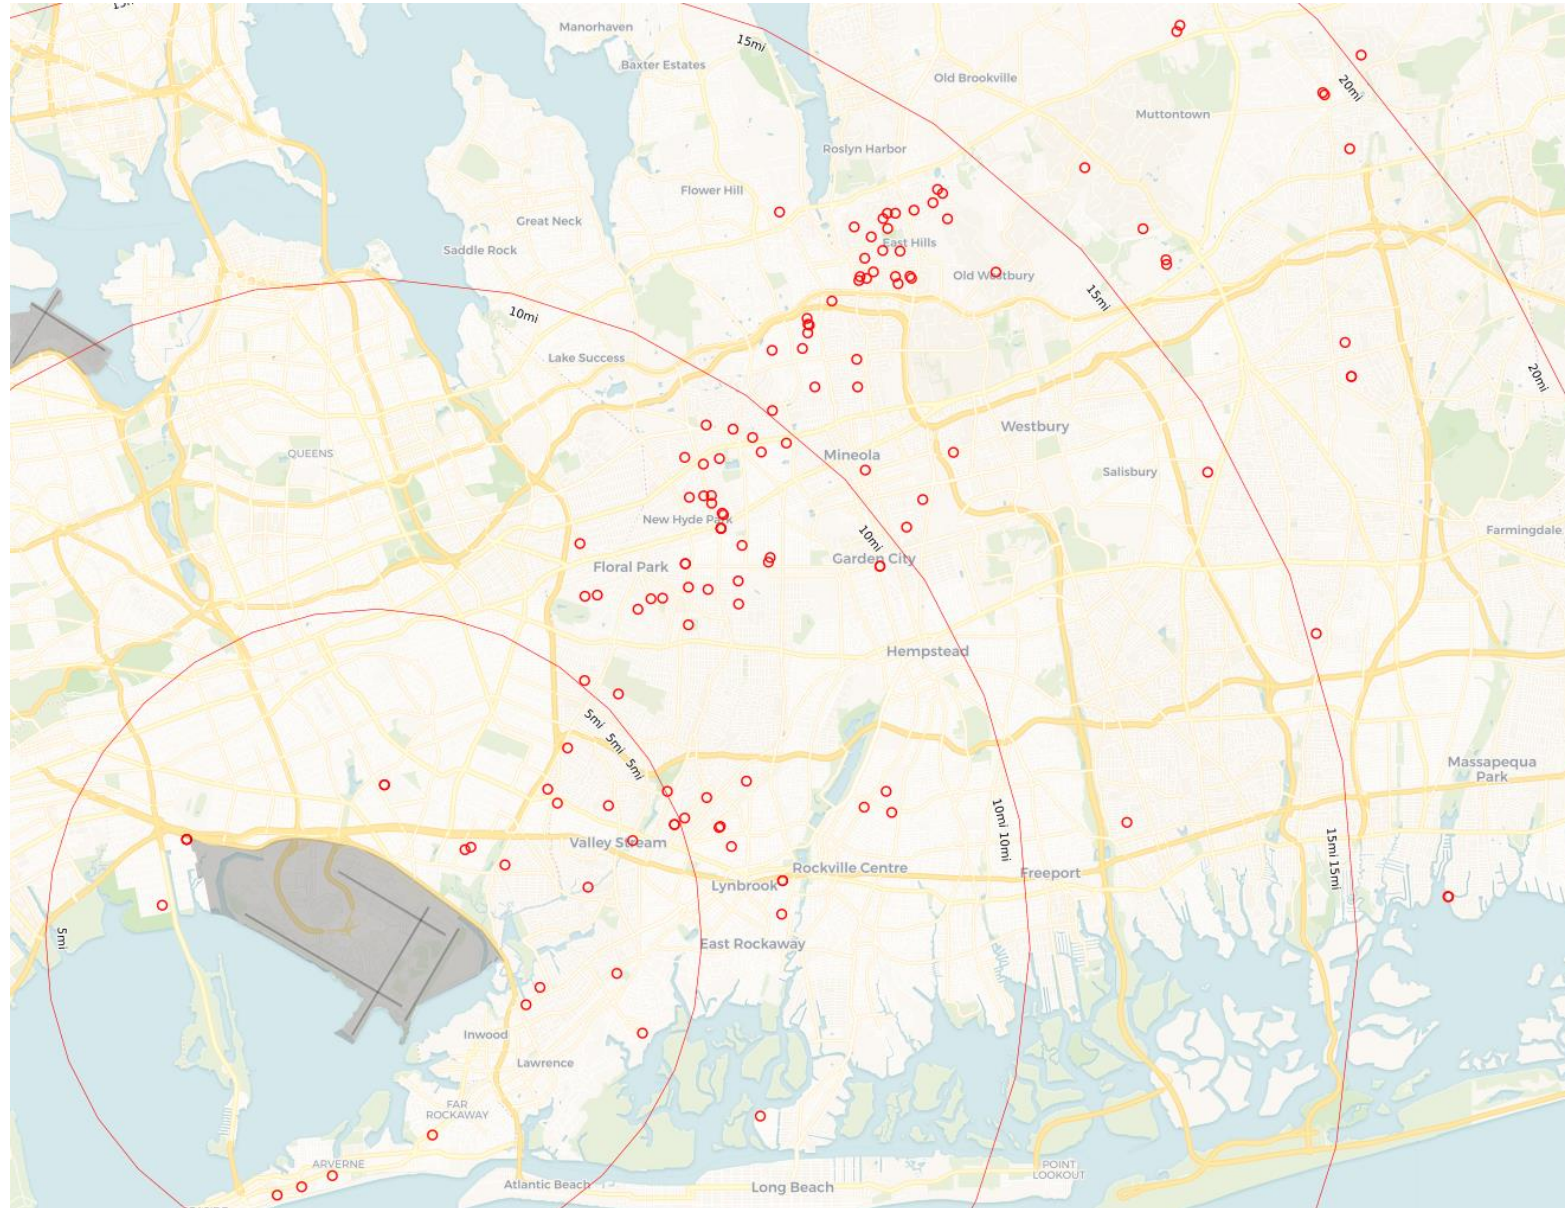 Manorhaven
15mi
Baxter Estates
Old Brookville
20mi
Muttontown
Roslyn Harbor
Flower Hill
Great Neck
Saddle Rock
East Hills
Old Westbury
15mi
10mi
Lake Success
20mi
Westbury
QUEENS
Mineola
Salisbury
New Hyde Park
Farmingdale
10mi
Garden City
Floral Park
Hempstead
5mi
5mi
5mi
Massapequa
Park
10mi
10mi
Valley Stream
15mi
15mi
Rockville Centre
Freeport
Lynbrook
5mi
East Rockaway
Inwood
Lawrence
FAR
ROCKAWAY
ARVERNE
POINT
LOOKOUT
Atlantic Beach
Long Beach